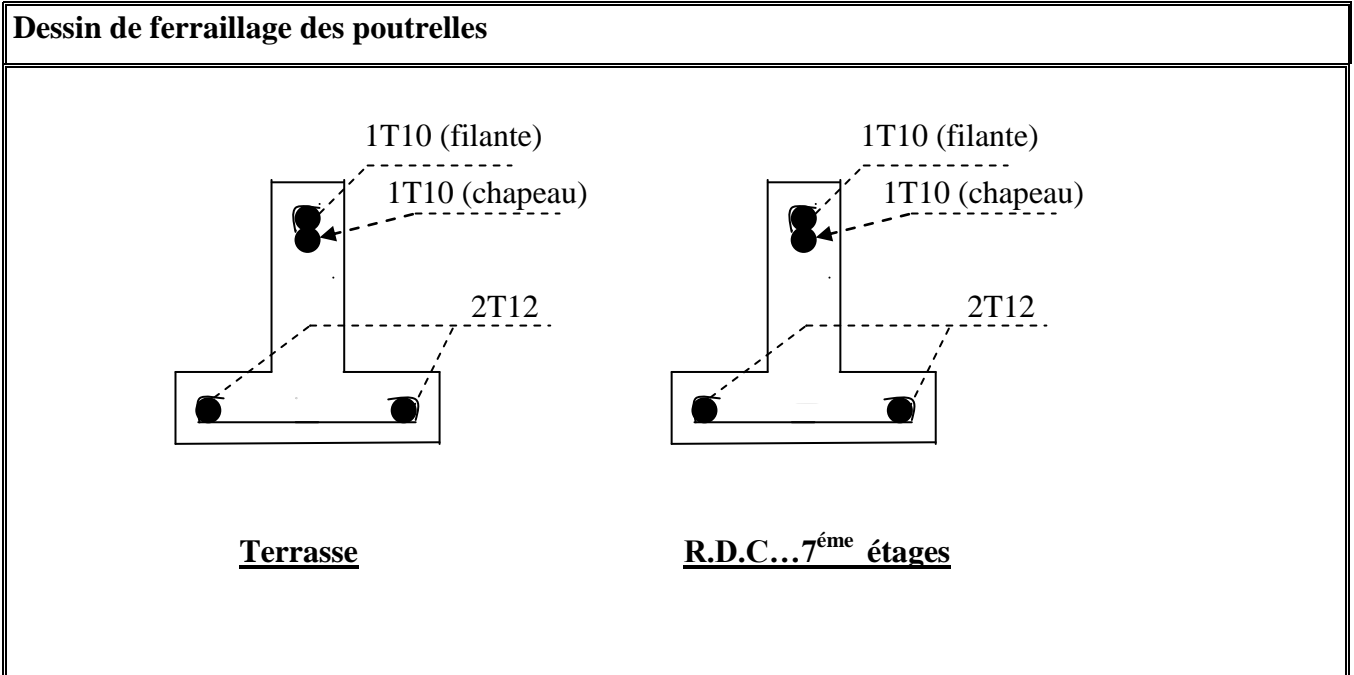 Dessin de ferraillage des poutrelles
1T10 (filante)
1T10 (chapeau)
2T12
1T10 (filante)
1T10 (chapeau)
2T12
Terrasse
R.D.C…7éme étages